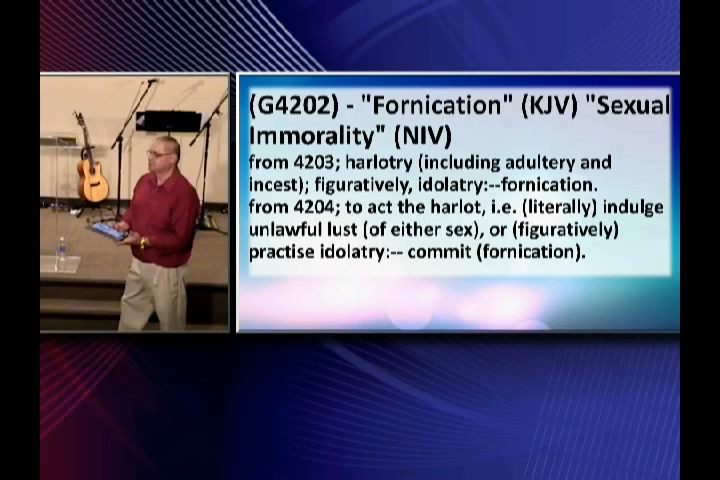 (G4202) - "Fornication" (KJV) "Sexual
Immorality" (NIV)
from 4203; harlotry (including adultery and
incest); figuratively, idolatry:--fornication.
from 4204; to act the harlot, i.e. (literally) indulge
unlawful lust (of either sex), or (figuratively)
practise idolatry:-- commit (fornication).